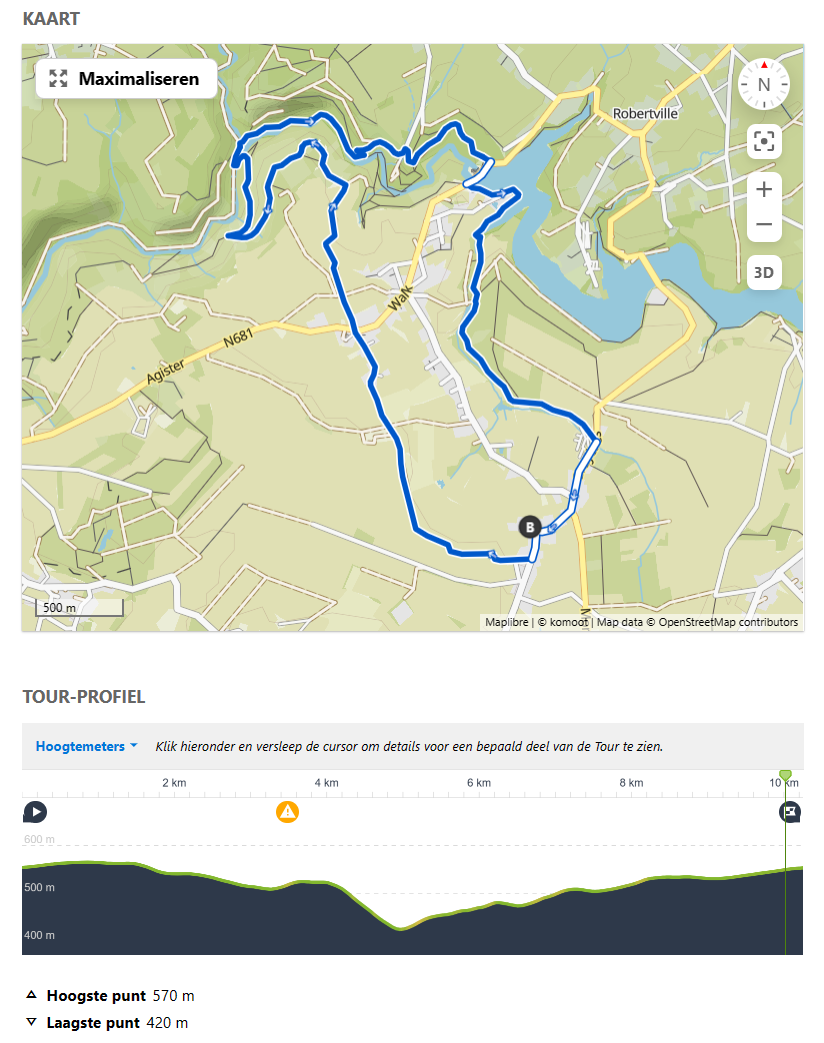 KAART
Maximaliseren
N
Robertville
3D
Walk
N681
Agister
B
500 m
Maplibre | © komoot | Map data © OpenStreetMap contributors
TOUR-PROFIEL
Hoogtemeters Klik hieronder en versleep de cursor om details voor een bepaald deel van de Tour te zien.
2 km 4 km 6 km 8 km 10 km
600 m
500 m
400 m
Hoogste punt 570 m
Laagste punt 420 m